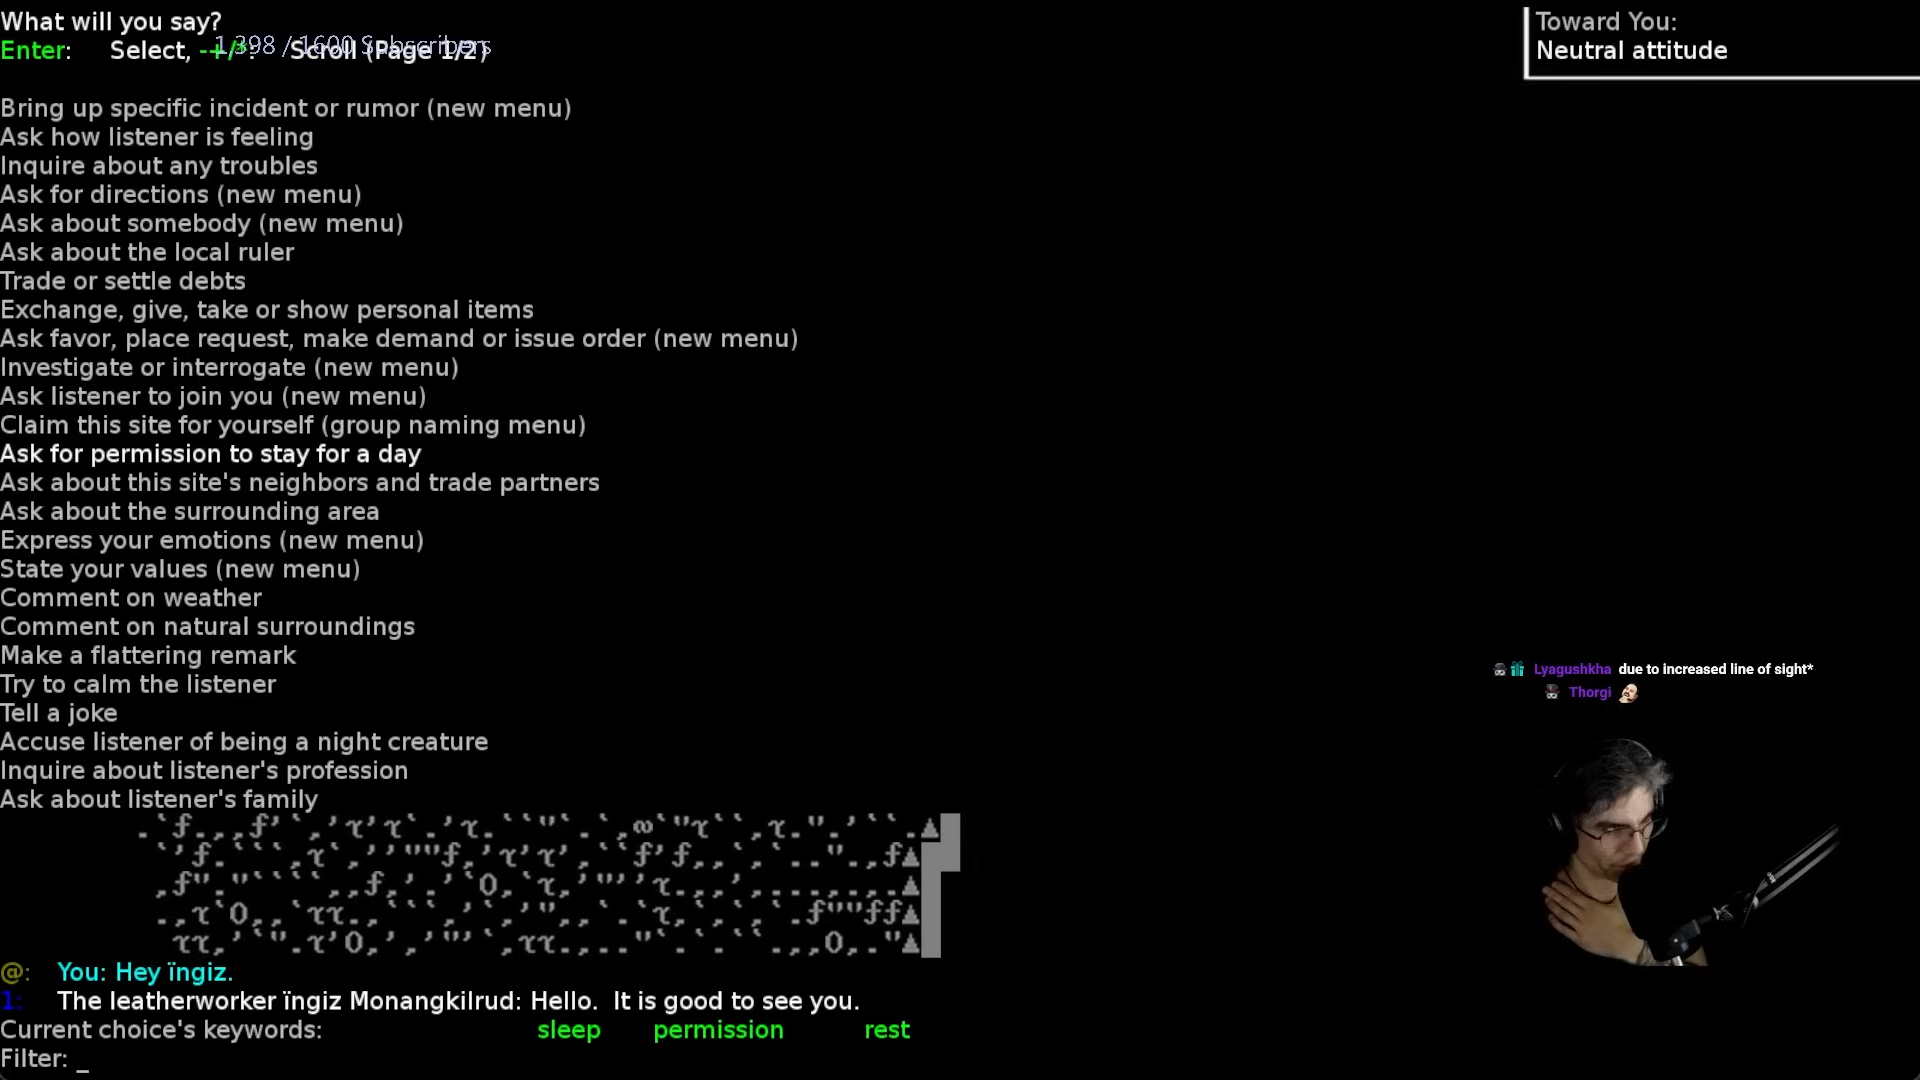 What will you say?
Enter: Select, -+/*: Scroll (Page 1/2)
1,398 / 1600 Subscribers
Toward You:
Neutral attitude
Bring up specific incident or rumor (new menu)
Ask how listener is feeling
Inquire about any troubles
Ask for directions (new menu)
Ask about somebody (new menu)
Ask about the local ruler
Trade or settle debts
Exchange, give, take or show personal items
Ask favor, place request, make demand or issue order (new menu)
Investigate or interrogate (new menu)
Ask listener to join you (new menu)
Claim this site for yourself (group naming menu)
Ask for permission to stay for a day
Ask about this site's neighbors and trade partners
Ask about the surrounding area
Express your emotions (new menu)
State your values (new menu)
Comment on weather
Comment on natural surroundings
Make a flattering remark
Try to calm the listener
Tell a joke
Accuse listener of being a night creature
Inquire about listener's profession
Ask about listener's family
Lyagushkha due to increased line of sight*
Thorgi
@: You: Hey ïngiz.
1: The leatherworker ïngiz Monangkilrud: Hello. It is good to see you.
Current choice's keywords: sleep permission rest
Filter: _